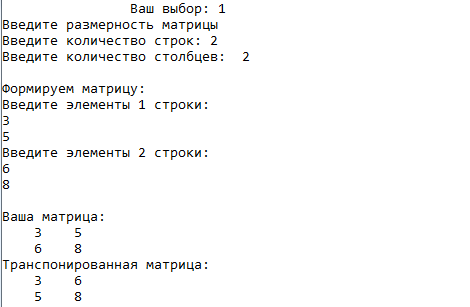 Ваш выбор: 1
Введите размерность матрицы
Введите количество строк: 2
Введите количество столбцев:  2
Формируем матрицу:
Введите элементы 1 строки:
3
5
Введите элементы 2 строки:
6
8
Ваша матрица:
3    5
6    8
Транспонированная матрица:
3    6
5    8